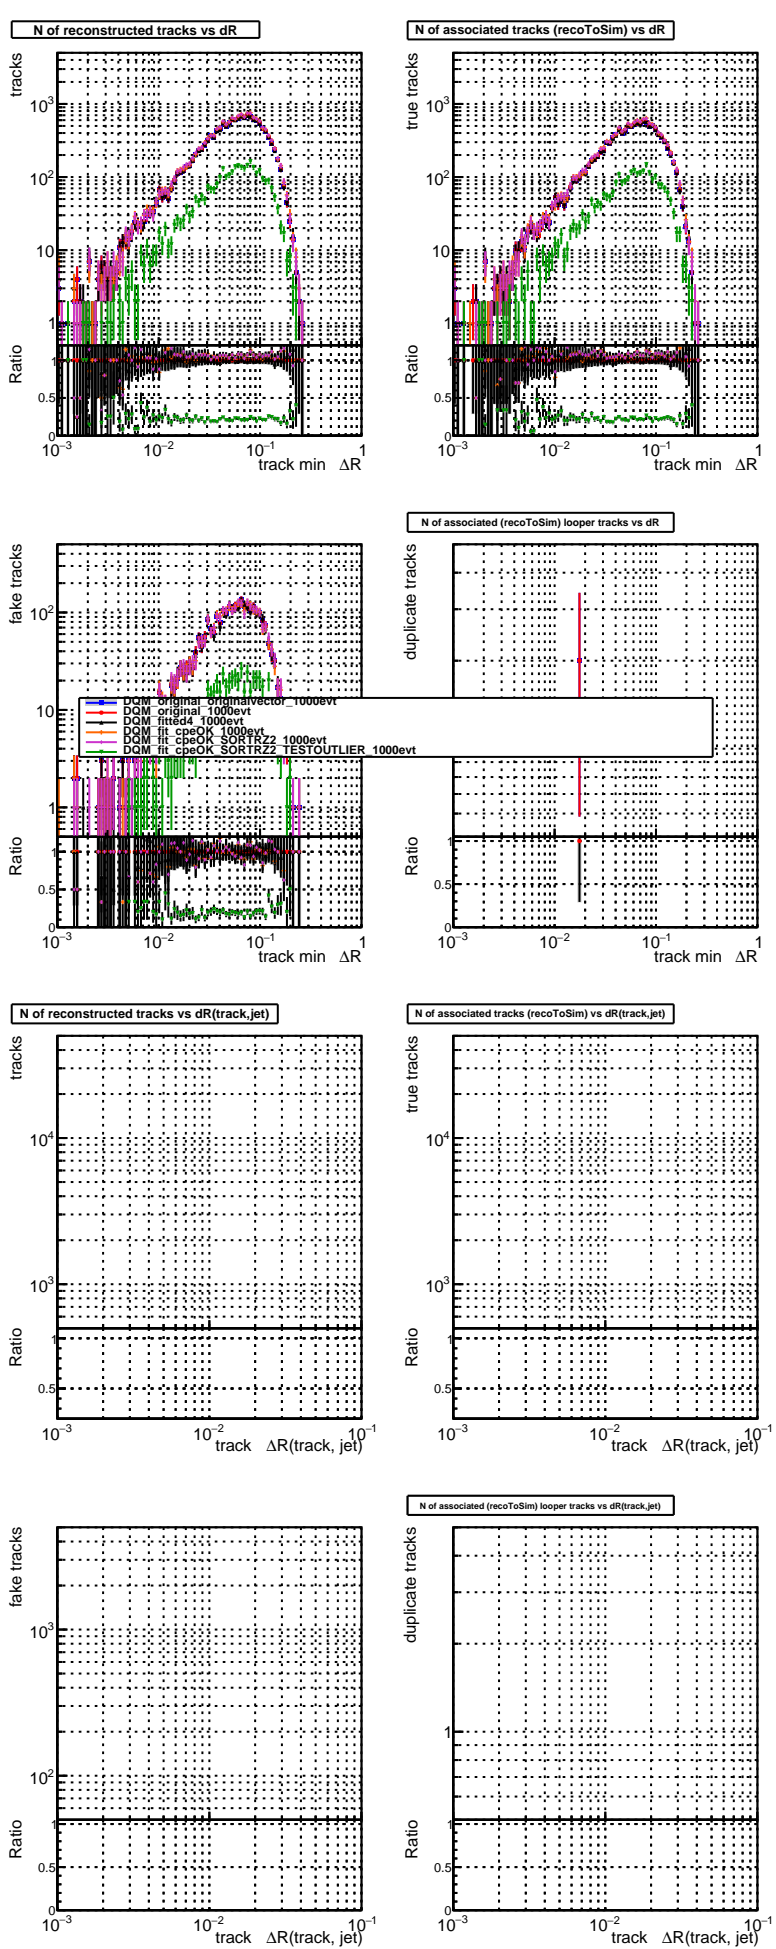 N of reconstructed tracks vs dR
N of associated tracks (recoToSim) vs dR
tracks
10³
10²
10
1
Ratio
1
0.5
0
10⁻³ 10⁻² 10⁻¹ 1
track min ΔR
true tracks
10³
10²
10
1
Ratio
1
0.5
0
10⁻³ 10⁻² 10⁻¹ 1
track min ΔR
N of associated (recoToSim) looper tracks vs dR
fake tracks
10²
10
1
Ratio
1
0.5
0
10⁻³ 10⁻² 10⁻¹ 1
track min ΔR
duplicate tracks
Ratio
1
0.5
0
10⁻³ 10⁻² 10⁻¹ 1
track min ΔR
DQM_original_originalvector_1000evt
DQM_original_1000evt
DQM_fitted4_1000evt
DQM_fit_cpeOK_1000evt
DQM_fit_cpeOK_SORTRZ2_1000evt
DQM_fit_cpeOK_SORTRZ2_TESTOUTLIER_1000evt
N of reconstructed tracks vs dR(track,jet)
N of associated tracks (recoToSim) vs dR(track,jet)
tracks
10⁴
10³
Ratio
1
0.5
10⁻³ 10⁻² 10⁻¹
track ΔR(track, jet)
true tracks
10⁴
10³
Ratio
1
0.5
10⁻³ 10⁻² 10⁻¹
track ΔR(track, jet)
N of associated (recoToSim) looper tracks vs dR(track,jet)
fake tracks
10³
10²
Ratio
1
0.5
0
10⁻³ 10⁻² 10⁻¹
track ΔR(track, jet)
duplicate tracks
1
Ratio
1
0.5
0
10⁻³ 10⁻² 10⁻¹
track ΔR(track, jet)